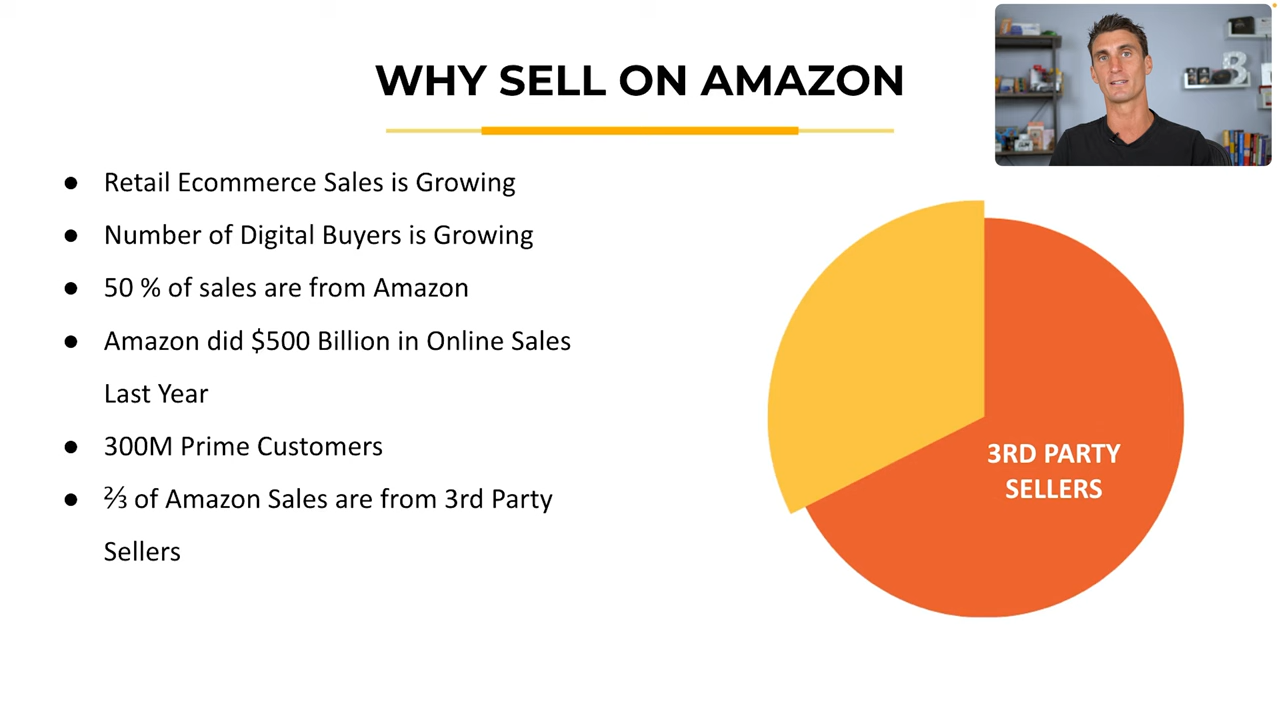 WHY SELL ON AMAZON
● Retail Ecommerce Sales is Growing
● Number of Digital Buyers is Growing
● 50 % of sales are from Amazon
● Amazon did $500 Billion in Online Sales
Last Year
● 300M Prime Customers
● ⅔ of Amazon Sales are from 3rd Party
Sellers
3RD PARTY
SELLERS